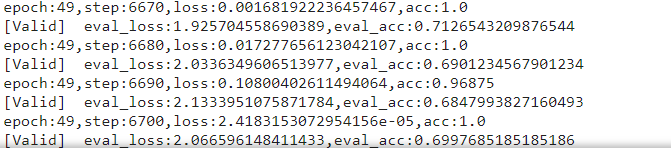 epoch:49,step:6670,loss:0.001681922236457467,acc:1.0
[Valid]  eval_loss:1.925704558690389,eval_acc:0.7126543209876544
epoch:49,step:6680,loss:0.017277656123042107,acc:1.0
[Valid]  eval_loss:2.0336349606513977,eval_acc:0.6901234567901234
epoch:49,step:6690,loss:0.10800402611494064,acc:0.96875
[Valid]  eval_loss:2.1333951075871784,eval_acc:0.6847993827160493
epoch:49,step:6700,loss:2.4183153072954156e-05,acc:1.0
[Valid]  eval_loss:2.066596148411433,eval_acc:0.6997685185185186